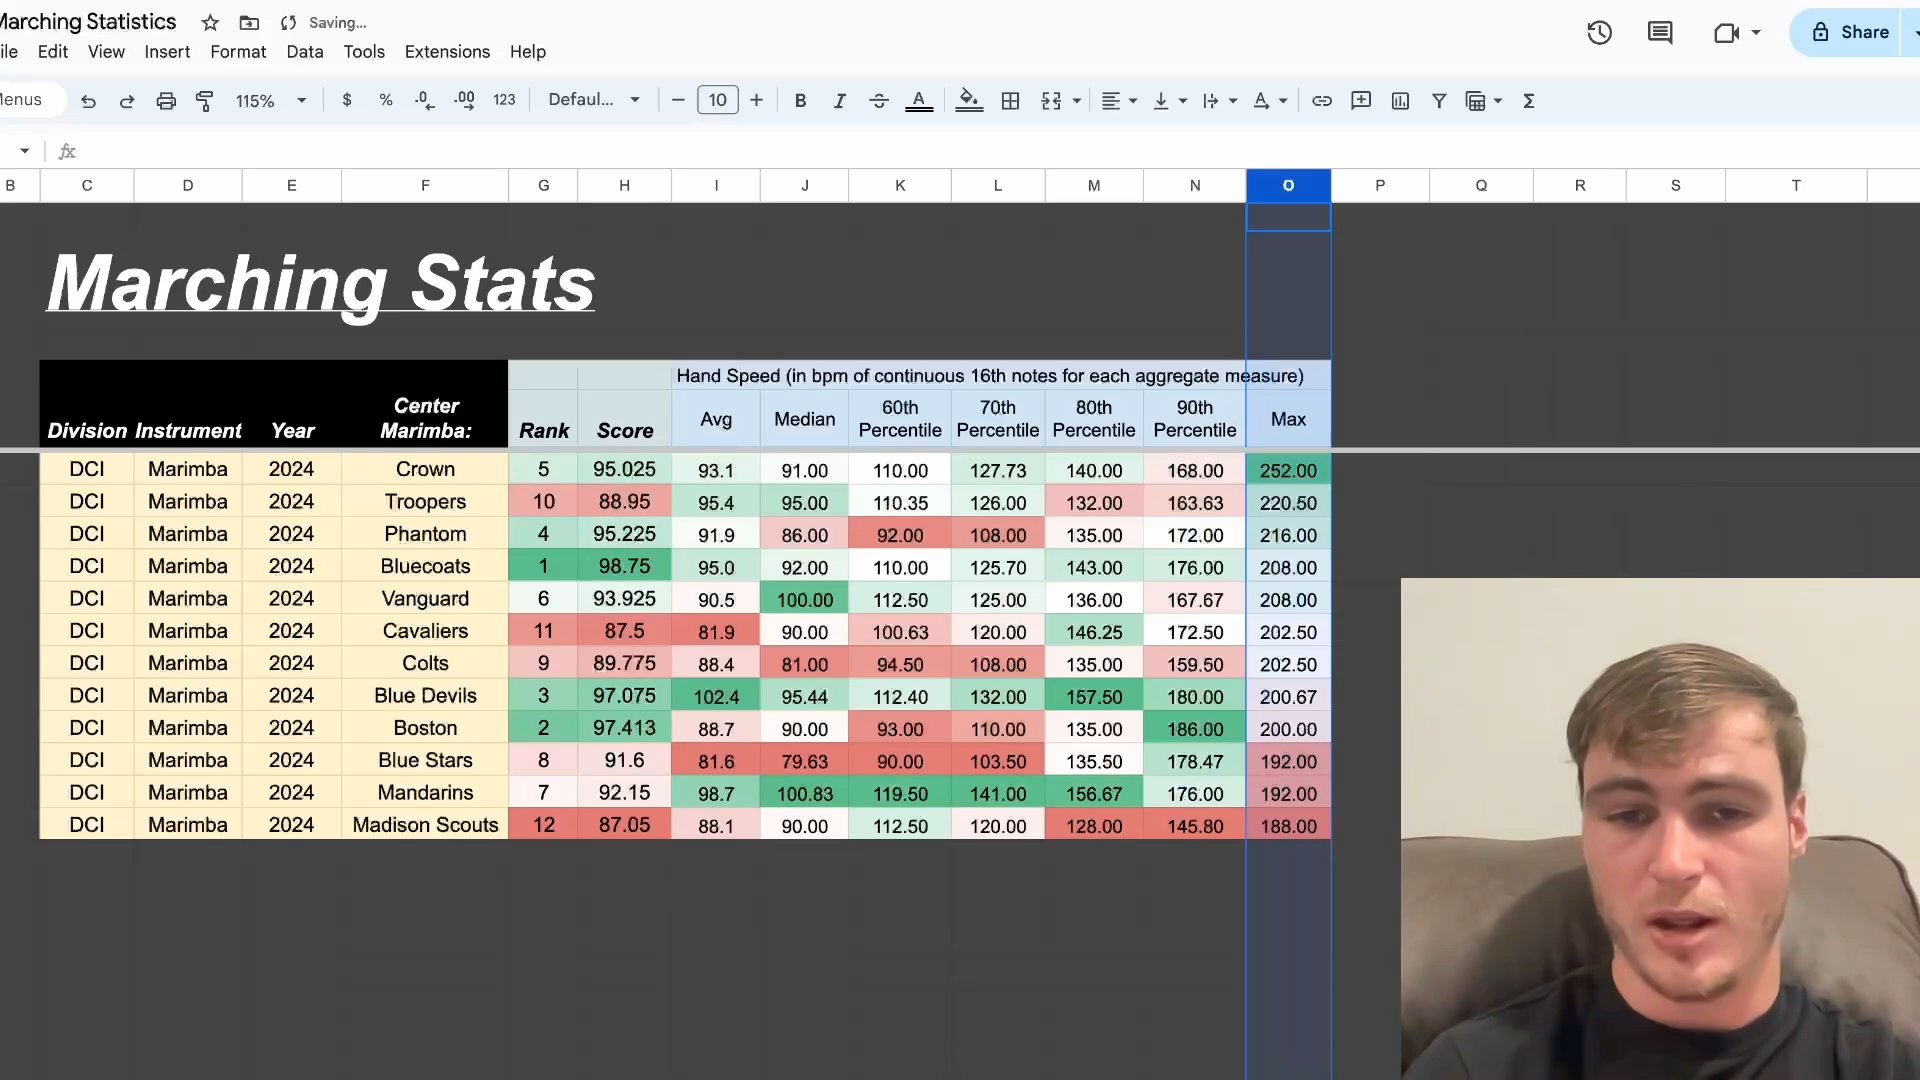 Marching Statistics Saving...
File Edit View Insert Format Data Tools Extensions Help Share
Menus 115% $ % .0 .00 123 Defaul... 10 B I S A A Σ
fx
B C D E F G H I J K L M N O P Q R S T
Marching Stats
Hand Speed (in bpm of continuous 16th notes for each aggregate measure)
Division Instrument Year Center Marimba: Rank Score Avg Median 60th Percentile 70th Percentile 80th Percentile 90th Percentile Max
DCI Marimba 2024 Crown 5 95.025 93.1 91.00 110.00 127.73 140.00 168.00 252.00
DCI Marimba 2024 Troopers 10 88.95 95.4 95.00 110.35 126.00 132.00 163.63 220.50
DCI Marimba 2024 Phantom 4 95.225 91.9 86.00 92.00 108.00 135.00 172.00 216.00
DCI Marimba 2024 Bluecoats 1 98.75 95.0 92.00 110.00 125.70 143.00 176.00 208.00
DCI Marimba 2024 Vanguard 6 93.925 90.5 100.00 112.50 125.00 136.00 167.67 208.00
DCI Marimba 2024 Cavaliers 11 87.5 81.9 90.00 100.63 120.00 146.25 172.50 202.50
DCI Marimba 2024 Colts 9 89.775 88.4 81.00 94.50 108.00 135.00 159.50 202.50
DCI Marimba 2024 Blue Devils 3 97.075 102.4 95.44 112.40 132.00 157.50 180.00 200.67
DCI Marimba 2024 Boston 2 97.413 88.7 90.00 93.00 110.00 135.00 186.00 200.00
DCI Marimba 2024 Blue Stars 8 91.6 81.6 79.63 90.00 103.50 135.50 178.47 192.00
DCI Marimba 2024 Mandarins 7 92.15 98.7 100.83 119.50 141.00 156.67 176.00 192.00
DCI Marimba 2024 Madison Scouts 12 87.05 88.1 90.00 112.50 120.00 128.00 145.80 188.00